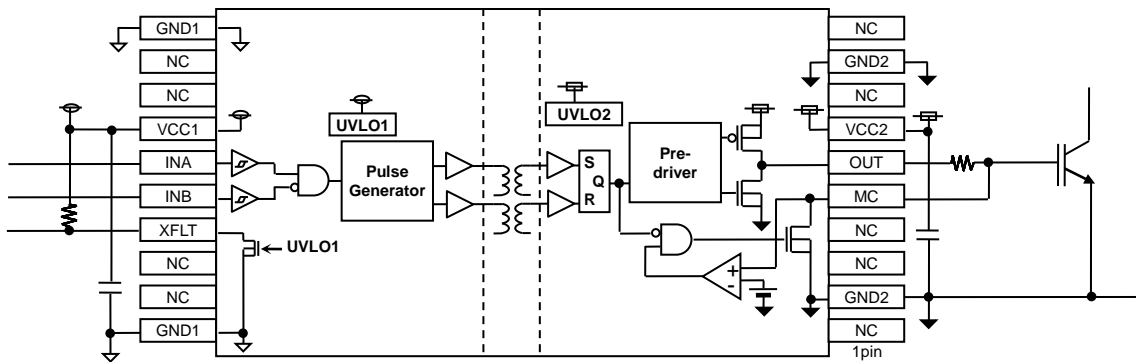 GND1
NC
NC
VCC1
INA
INB
XFLT
NC
NC
GND1
UVLO1
Pulse
Generator
UVLO1
UVLO2
S
Q
R
Pre-
driver
+
-
NC
GND2
NC
VCC2
OUT
MC
NC
NC
GND2
NC
1pin